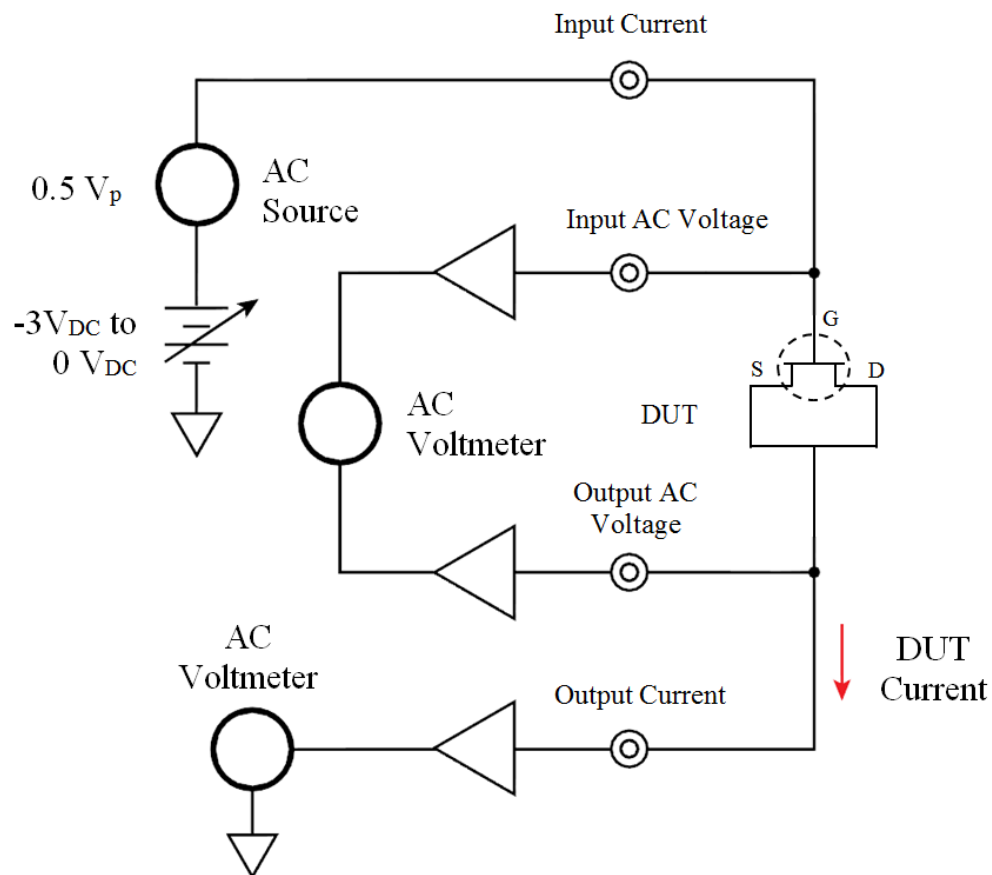 Input Current
0.5 Vp
AC
Source
Input AC Voltage
-3VDC to
0 VDC
G
S
D
DUT
AC
Voltmeter
Output AC
Voltage
AC
Voltmeter
DUT
Current
Output Current